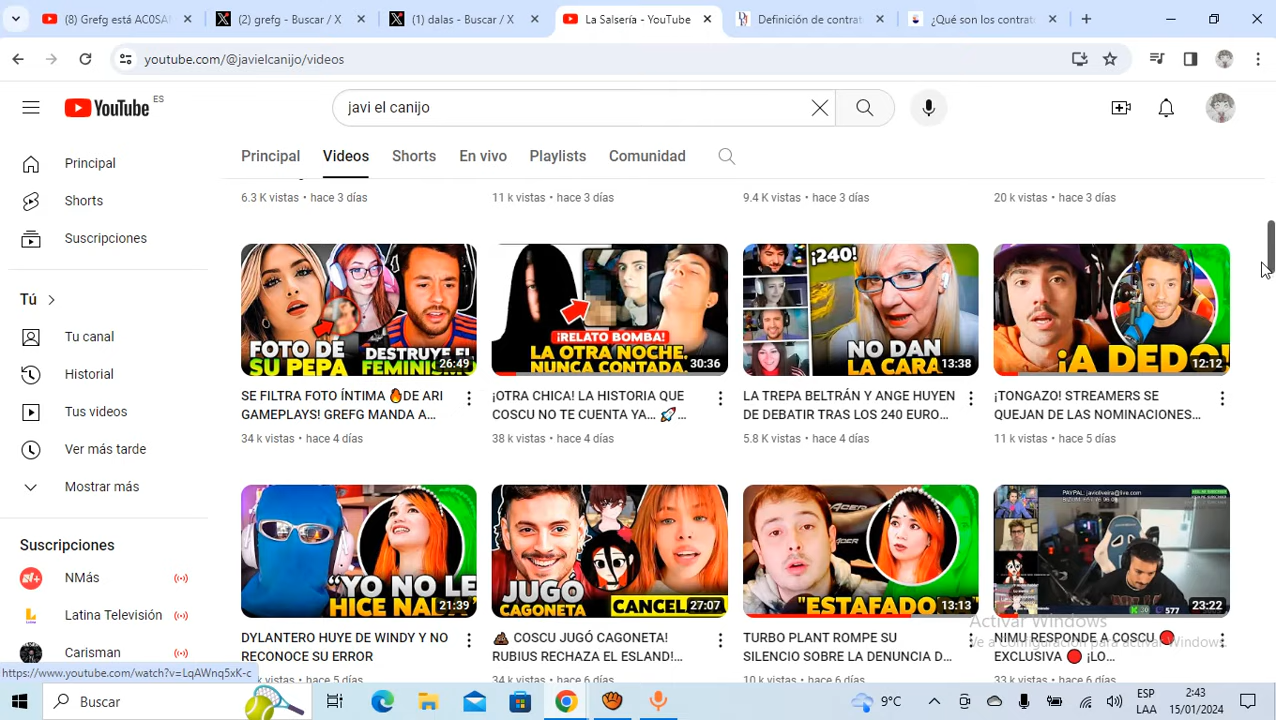 Grefg está AC0SA
(2) grefg - Buscar / X
(1) dalas - Buscar / X
La Salsería - YouTube
Definición de contrat
¿Qué son los contrat
youtube.com/@javielcanijo/videos
YouTube ES
javi el canijo
Principal
Videos
Shorts
En vivo
Playlists
Comunidad
Principal
Shorts
Suscripciones
Tú
Tu canal
Historial
Tus videos
Ver más tarde
Mostrar más
Suscripciones
NMás
Latina Televisión
Carisman
6.3 K vistas • hace 3 días
11 k vistas • hace 3 días
9.4 K vistas • hace 3 días
20 k vistas • hace 3 días
FOTO DE
SU PEPA
DESTRUYE EL
FEMINISM
26:49
SE FILTRA FOTO ÍNTIMA 🔥DE ARI
GAMEPLAYS! GREFG MANDA A...
34 k vistas • hace 4 días
¡RELATO BOMBA!
LA OTRA NOCHE.
NUNCA CONTADA.
30:36
¡OTRA CHICA! LA HISTORIA QUE
COSCU NO TE CUENTA YA... 🚀...
38 k vistas • hace 4 días
¡240!
NO DAN
LA CARA
13:38
LA TREPA BELTRÁN Y ANGE HUYEN
DE DEBATIR TRAS LOS 240 EURO...
5.8 K vistas • hace 4 días
¡A DEDO!
12:12
¡TONGAZO! STREAMERS SE
QUEJAN DE LAS NOMINACIONES...
11 k vistas • hace 5 días
"YO NO LE
HICE NAD
21:39
DYLANTERO HUYE DE WINDY Y NO
RECONOCE SU ERROR
JUGÓ
CAGONETA
CANCEL
27:07
💩 COSCU JUGÓ CAGONETA!
RUBIUS RECHAZA EL ESLAND!...
34 k vistas • hace 6 días
"ESTAFADO
13:13
TURBO PLANT ROMPE SU
SILENCIO SOBRE LA DENUNCIA D...
10 k vistas • hace 6 días
PAYPAL: javioliveira@live.com
577
23:22
NIMU RESPONDE A COSCU 🔴
EXCLUSIVA 🔴 ¡LO...
33 k vistas • hace 6 días
Activar Windows
Ve a Configuración para activar Windows.
https://www.youtube.com/watch?v=LqAWnq5xK-c
Buscar
9°C
ESP
LAA
2:43
15/01/2024